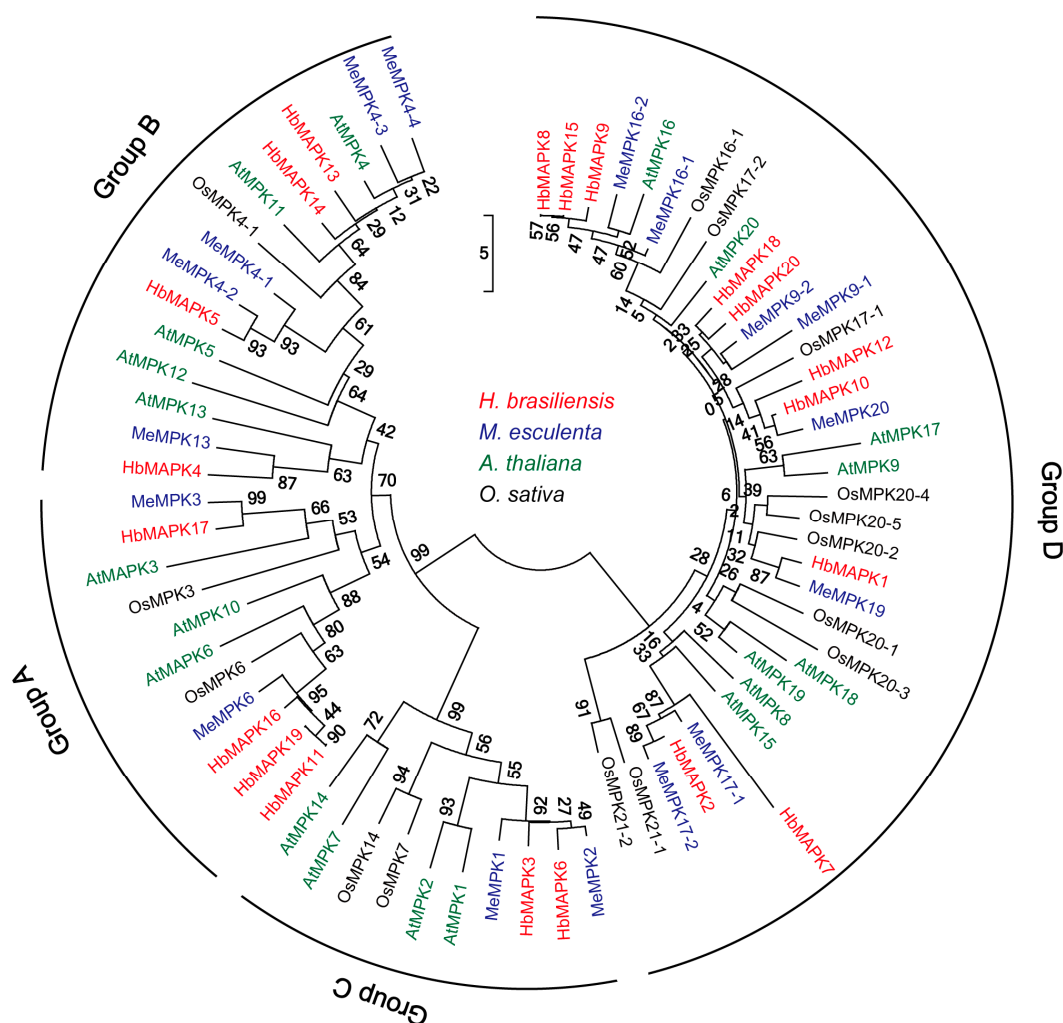 Group B
MeMPK4-4
MeMPK4-3
AtMPK4
HbMAPK13
HbMAPK14
AtMPK11
OsMPK4-1
MeMPK4-1
MeMPK4-2
HbMAPK5
AtMPK5
AtMPK12
AtMPK13
MeMPK13
HbMAPK4
22
31
12
29
64
84
61
93
93
29
64
42
63
87
70
99
Group A
MeMPK3
HbMAPK17
AtMAPK3
OsMPK3
AtMPK10
AtMAPK6
OsMPK6
MeMPK6
HbMAPK16
HbMAPK19
HbMAPK11
99
66
53
54
88
80
63
95
44
90
Group C
AtMPK14
AtMPK7
OsMPK14
OsMPK7
AtMPK2
AtMPK1
MeMPK1
HbMAPK3
HbMAPK6
MeMPK2
72
99
56
94
55
93
26
27
49
5
H. brasiliensis
M. esculenta
A. thaliana
O. sativa
Group D
HbMAPK8
HbMAPK15
HbMAPK9
MeMPK16-2
AtMPK16
MeMPK16-1
OsMPK16-1
OsMPK17-2
AtMPK20
HbMAPK18
HbMAPK20
MeMPK9-2
MeMPK9-1
OsMPK17-1
HbMAPK12
HbMAPK10
MeMPK20
AtMPK17
AtMPK9
OsMPK20-4
OsMPK20-5
OsMPK20-2
HbMAPK1
MeMPK19
OsMPK20-1
OsMPK20-3
AtMPK18
AtMPK19
AtMPK8
AtMPK15
HbMAPK7
MeMPK17-1
HbMAPK2
MeMPK17-2
OsMPK21-1
OsMPK21-2
57
56
47
47
52
60
14
5
2
0
14
41
56
63
39
6
2
11
32
87
28
26
4
52
16
33
87
67
89
91